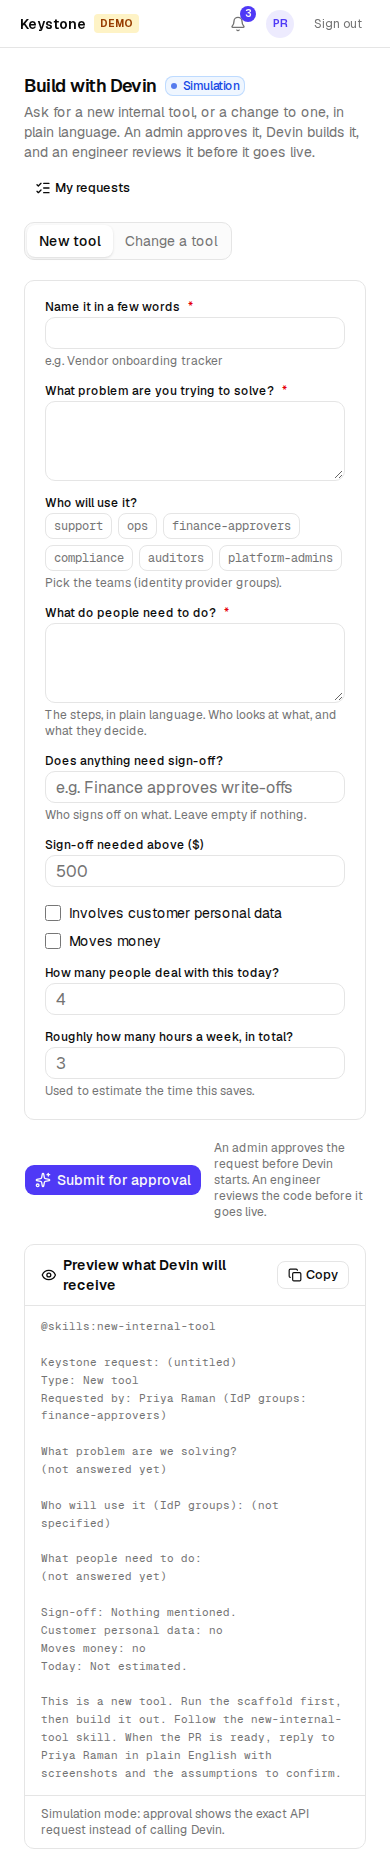 Keystone DEMO 3 PR Sign out
Build with Devin Simulation
Ask for a new internal tool, or a change to one, in
plain language. An admin approves it, Devin builds it,
and an engineer reviews it before it goes live.
My requests
New tool Change a tool
Name it in a few words *
e.g. Vendor onboarding tracker
What problem are you trying to solve? *
Who will use it?
support ops finance-approvers
compliance auditors platform-admins
Pick the teams (identity provider groups).
What do people need to do? *
The steps, in plain language. Who looks at what, and
what they decide.
Does anything need sign-off?
e.g. Finance approves write-offs
Who signs off on what. Leave empty if nothing.
Sign-off needed above ($)
500
Involves customer personal data
Moves money
How many people deal with this today?
4
Roughly how many hours a week, in total?
3
Used to estimate the time this saves.
Submit for approval
An admin approves the
request before Devin
starts. An engineer
reviews the code before it
goes live.
Preview what Devin will
receive
Copy
@skills:new-internal-tool
Keystone request: (untitled)
Type: New tool
Requested by: Priya Raman (IdP groups:
finance-approvers)
What problem are we solving?
(not answered yet)
Who will use it (IdP groups): (not
specified)
What people need to do:
(not answered yet)
Sign-off: Nothing mentioned.
Customer personal data: no
Moves money: no
Today: Not estimated.
This is a new tool. Run the scaffold first,
then build it out. Follow the new-internal-
tool skill. When the PR is ready, reply to
Priya Raman in plain English with
screenshots and the assumptions to confirm.
Simulation mode: approval shows the exact API
request instead of calling Devin.